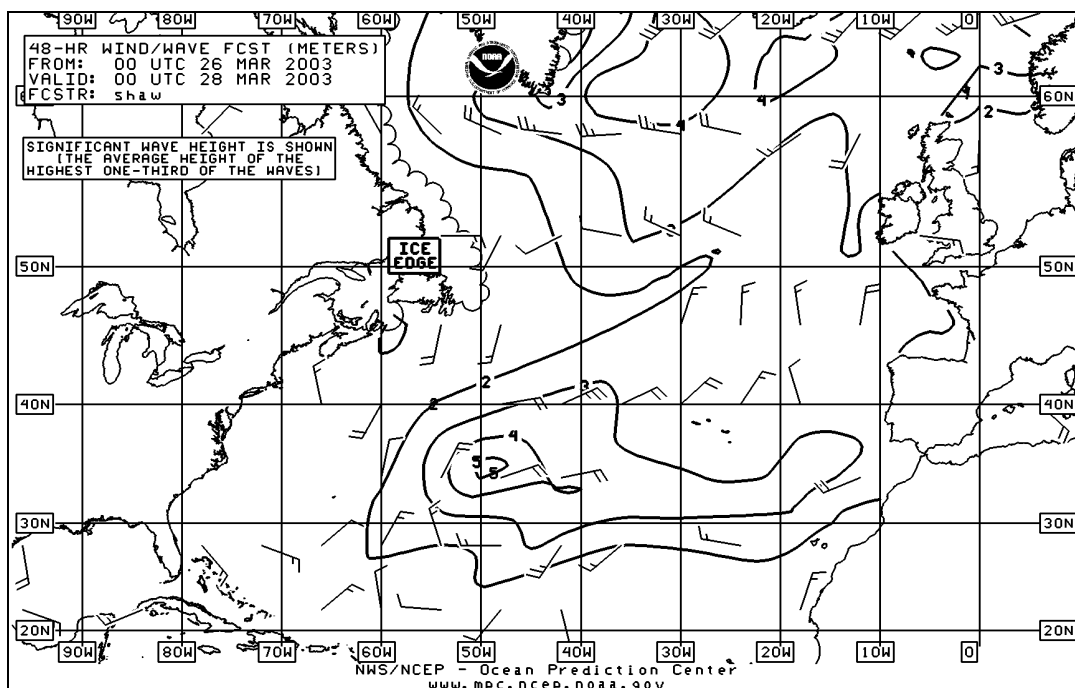 90W 80W 70W 60W 50W 40W 30W 20W 10W 0
48-HR WIND/WAVE FCST (METERS)
FROM: 00 UTC 26 MAR 2003
VALID: 00 UTC 28 MAR 2003
FCSTR: shaw
NOAA
SIGNIFICANT WAVE HEIGHT IS SHOWN
(THE AVERAGE HEIGHT OF THE
HIGHEST ONE-THIRD OF THE WAVES)
3
4
4
4
3
2
60N
ICE
EDGE
50N 50N
2
3
40N 2 40N
4
5
5
30N 30N
20N 20N
90W 80W 70W 60W 50W 40W 30W 20W 10W 0
NWS/NCEP - Ocean Prediction Center
www.mpc.ncep.noaa.gov